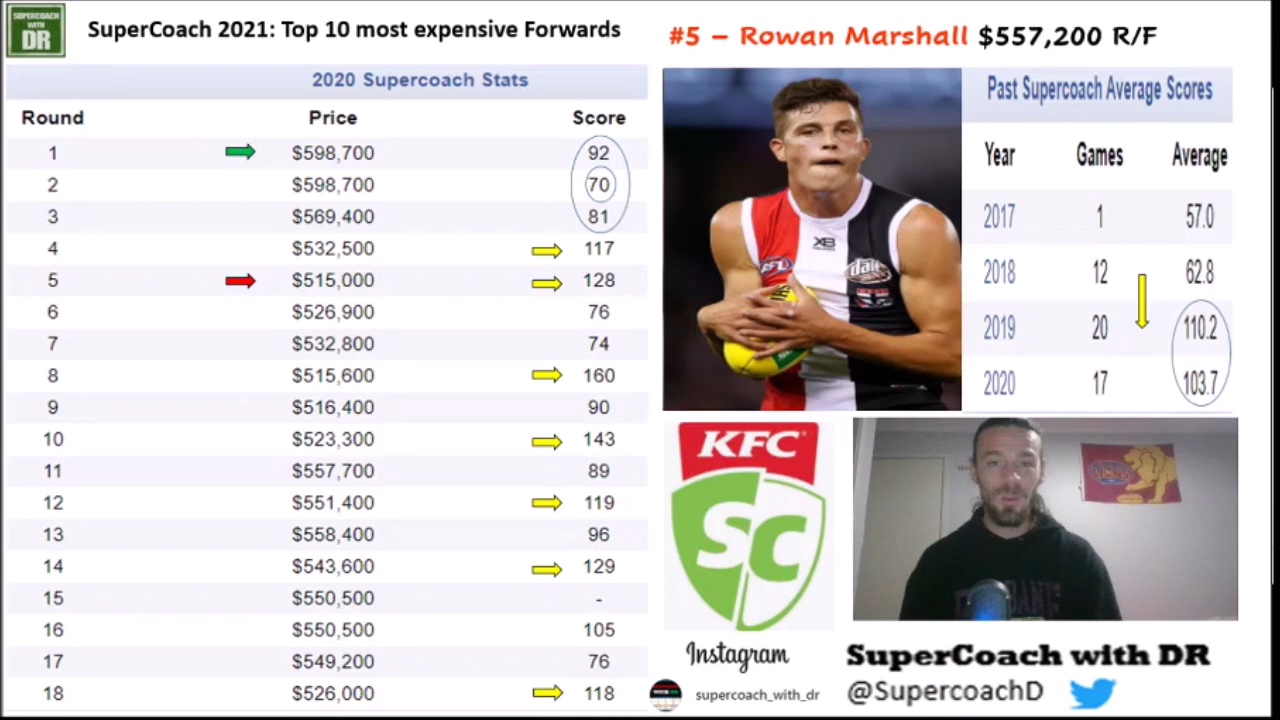 SUPERCOACH
WITH
DR
SuperCoach 2021: Top 10 most expensive Forwards
#5 – Rowan Marshall $557,200 R/F
2020 Supercoach Stats
Round Price Score
1 $598,700 92
2 $598,700 70
3 $569,400 81
4 $532,500 117
5 $515,000 128
6 $526,900 76
7 $532,800 74
8 $515,600 160
9 $516,400 90
10 $523,300 143
11 $557,700 89
12 $551,400 119
13 $558,400 96
14 $543,600 129
15 $550,500 -
16 $550,500 105
17 $549,200 76
18 $526,000 118
XB
AFL
Past Supercoach Average Scores
Year Games Average
2017 1 57.0
2018 12 62.8
2019 20 110.2
2020 17 103.7
KFC
SC
Instagram
supercoach_with_dr
SuperCoach with DR
@SupercoachD